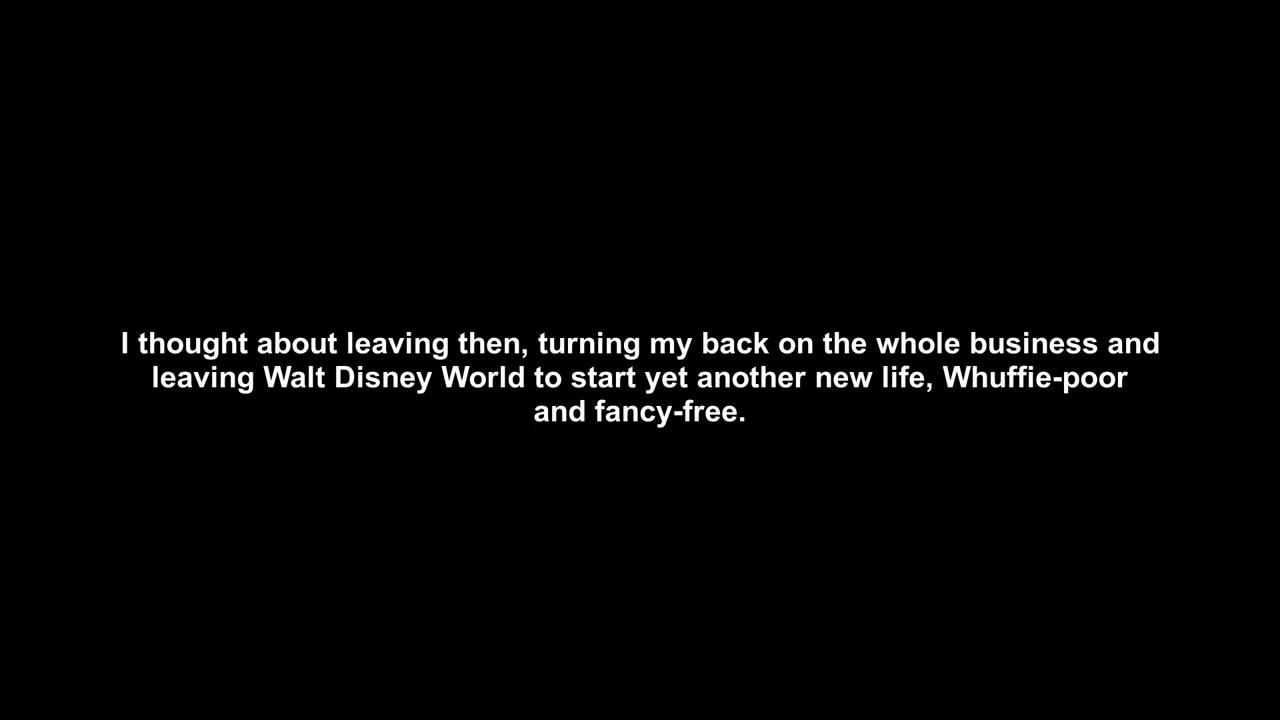 I thought about leaving then, turning my back on the whole business and
leaving Walt Disney World to start yet another new life, Whuffie-poor
and fancy-free.